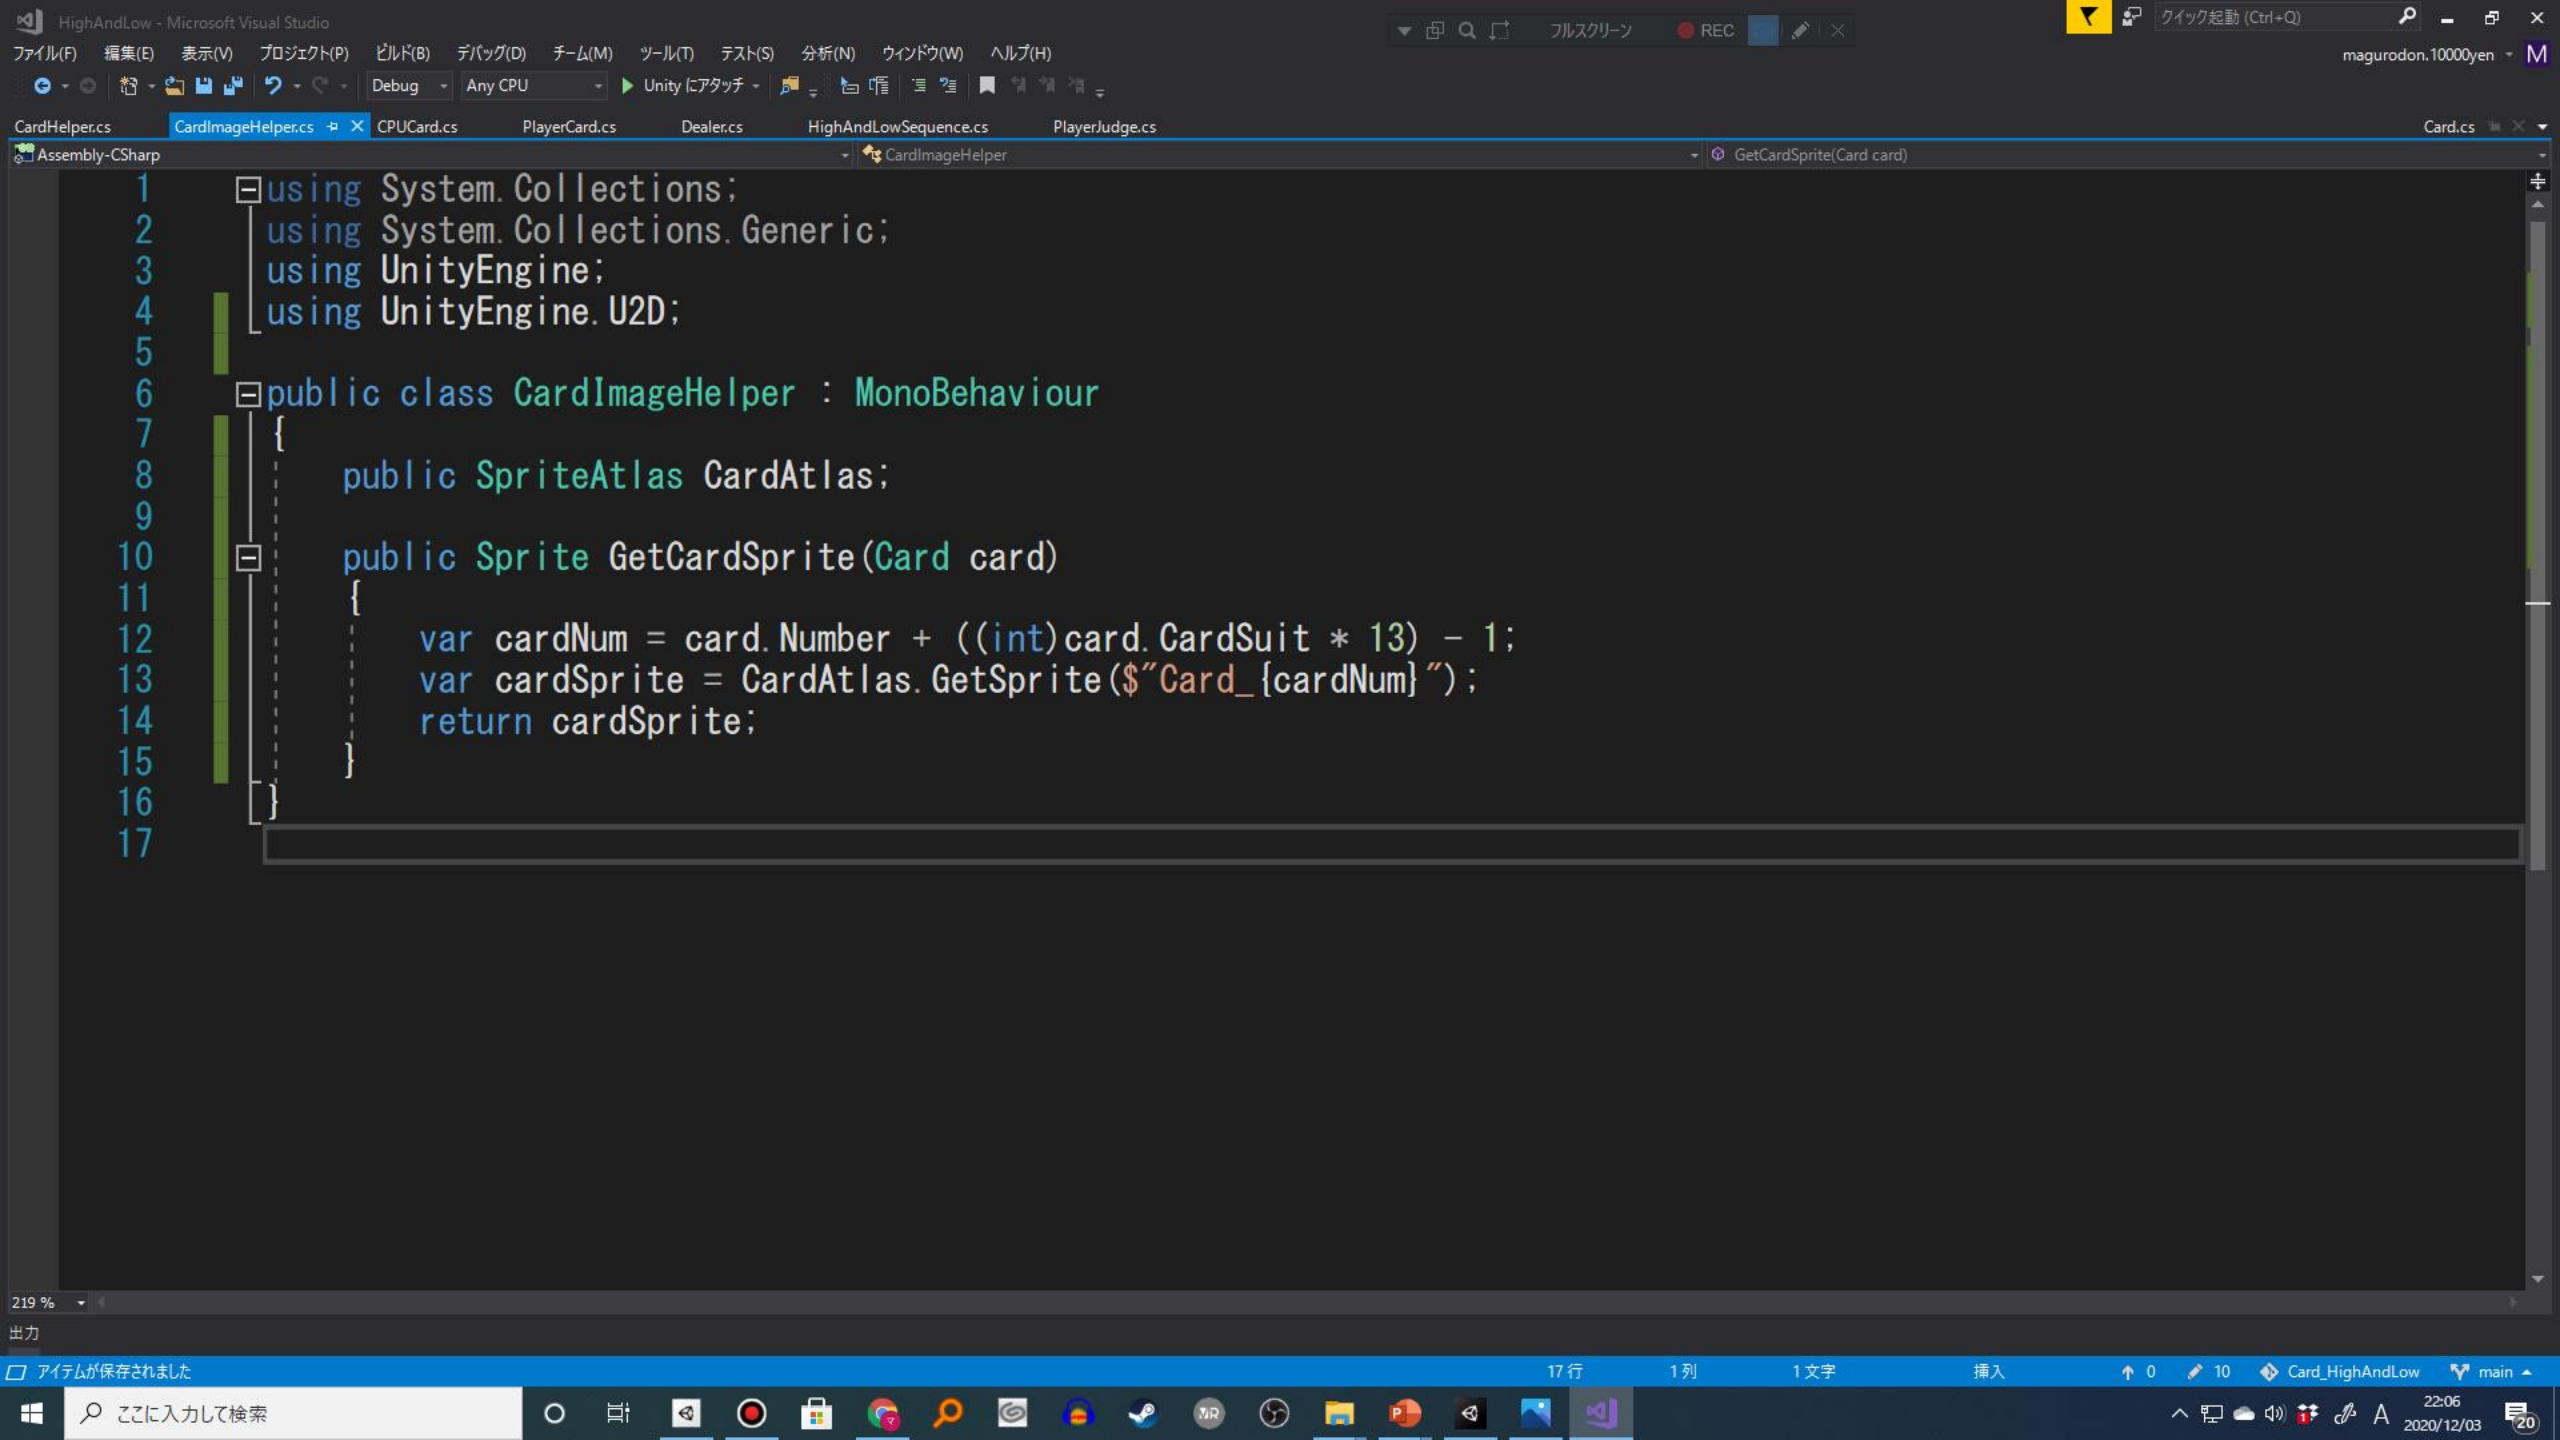 HighAndLow - Microsoft Visual Studio
フルスクリーン
REC
クイック起動 (Ctrl+Q)
ファイル(F) 編集(E) 表示(V) プロジェクト(P) ビルド(B) デバッグ(D) チーム(M) ツール(T) テスト(S) 分析(N) ウィンドウ(W) ヘルプ(H)
magurodon.10000yen M
Debug Any CPU Unity にアタッチ
CardHelper.cs CardImageHelper.cs CPUCard.cs PlayerCard.cs Dealer.cs HighAndLowSequence.cs PlayerJudge.cs Card.cs
Assembly-CSharp CardImageHelper GetCardSprite(Card card)
1 using System.Collections;
2 using System.Collections.Generic;
3 using UnityEngine;
4 using UnityEngine.U2D;
5
6 public class CardImageHelper : MonoBehaviour
7 {
8 public SpriteAtlas CardAtlas;
9
10 public Sprite GetCardSprite(Card card)
11 {
12 var cardNum = card.Number + ((int)card.CardSuit * 13) - 1;
13 var cardSprite = CardAtlas.GetSprite($"Card_{cardNum}");
14 return cardSprite;
15 }
16 }
17
219 %
出力
アイテムが保存されました 17 行 1 列 1 文字 挿入 0 10 Card_HighAndLow main
ここに入力して検索
A
22:06
2020/12/03
20